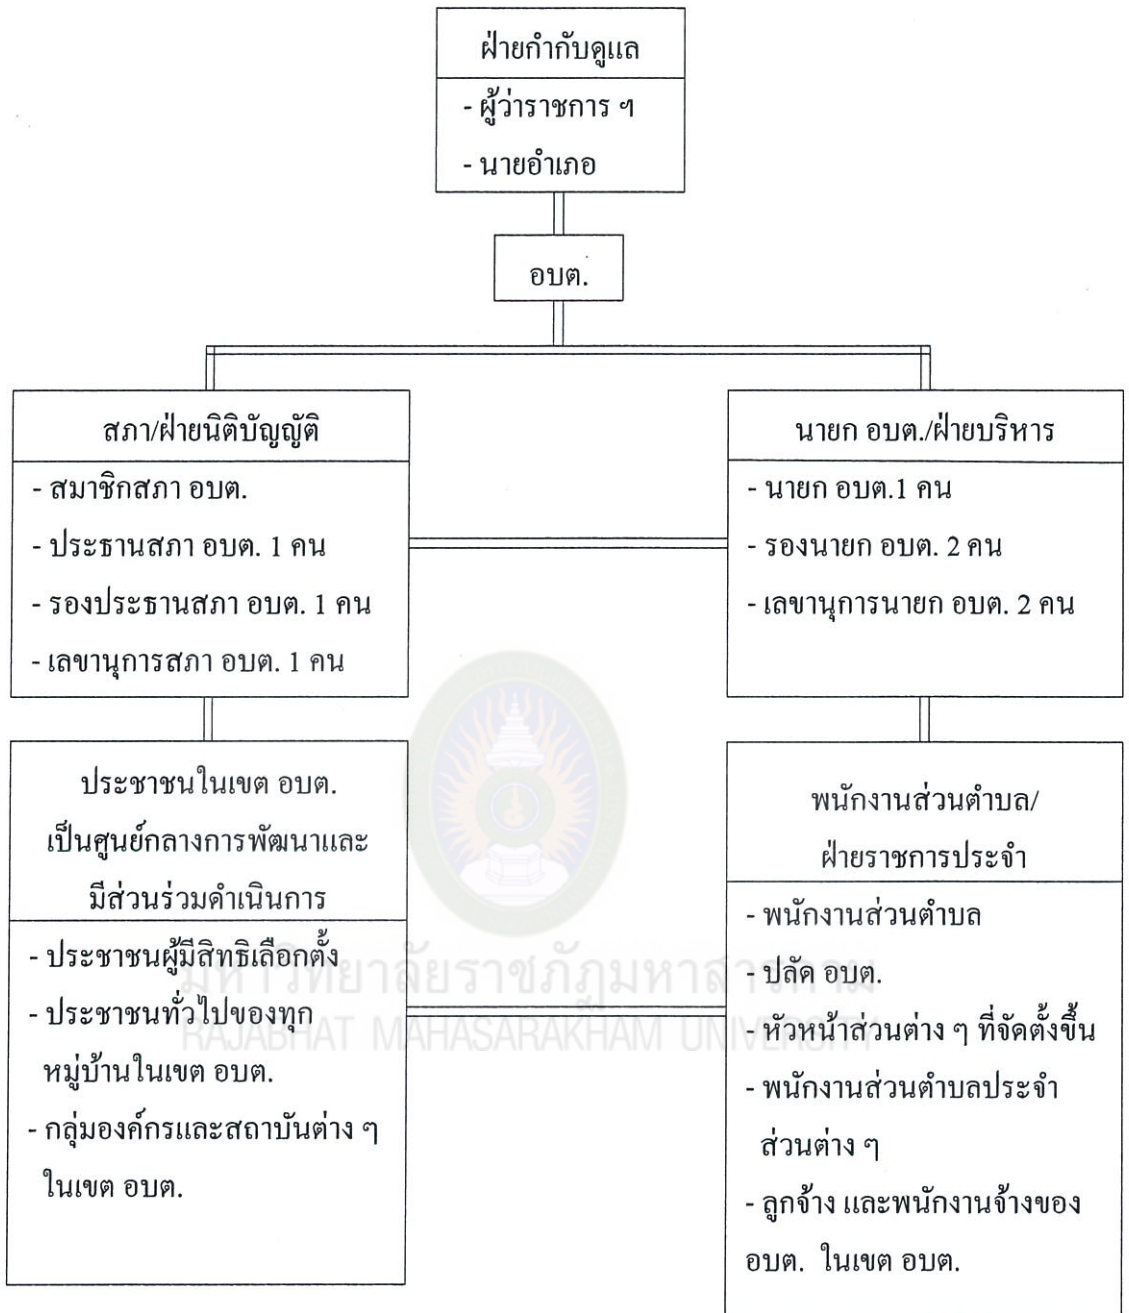 ฝ่ายกำกับดูแล
- ผู้ว่าราชการ ฯ
- นายอำเภอ
อบต.
สภา/ฝ่ายนิติบัญญัติ
- สมาชิกสภา อบต.
- ประธานสภา อบต. 1 คน
- รองประธานสภา อบต. 1 คน
- เลขานุการสภา อบต. 1 คน
นายก อบต./ฝ่ายบริหาร
- นายก อบต.1 คน
- รองนายก อบต. 2 คน
- เลขานุการนายก อบต. 2 คน
ประชาชนในเขต อบต.
เป็นศูนย์กลางการพัฒนาและ
มีส่วนร่วมดำเนินการ
- ประชาชนผู้มีสิทธิเลือกตั้ง
- ประชาชนทั่วไปของทุก
หมู่บ้านในเขต อบต.
- กลุ่มองค์กรและสถาบันต่าง ๆ
ในเขต อบต.
พนักงานส่วนตำบล/
ฝ่ายราชการประจำ
- พนักงานส่วนตำบล
- ปลัด อบต.
- หัวหน้าส่วนต่าง ๆ ที่จัดตั้งขึ้น
- พนักงานส่วนตำบลประจำ
ส่วนต่าง ๆ
- ลูกจ้าง และพนักงานจ้างของ
อบต. ในเขต อบต.
มหาวิทยาลัยราชภัฏมหาสารคาม
RAJABHAT MAHASARAKHAM UNIVERSITY